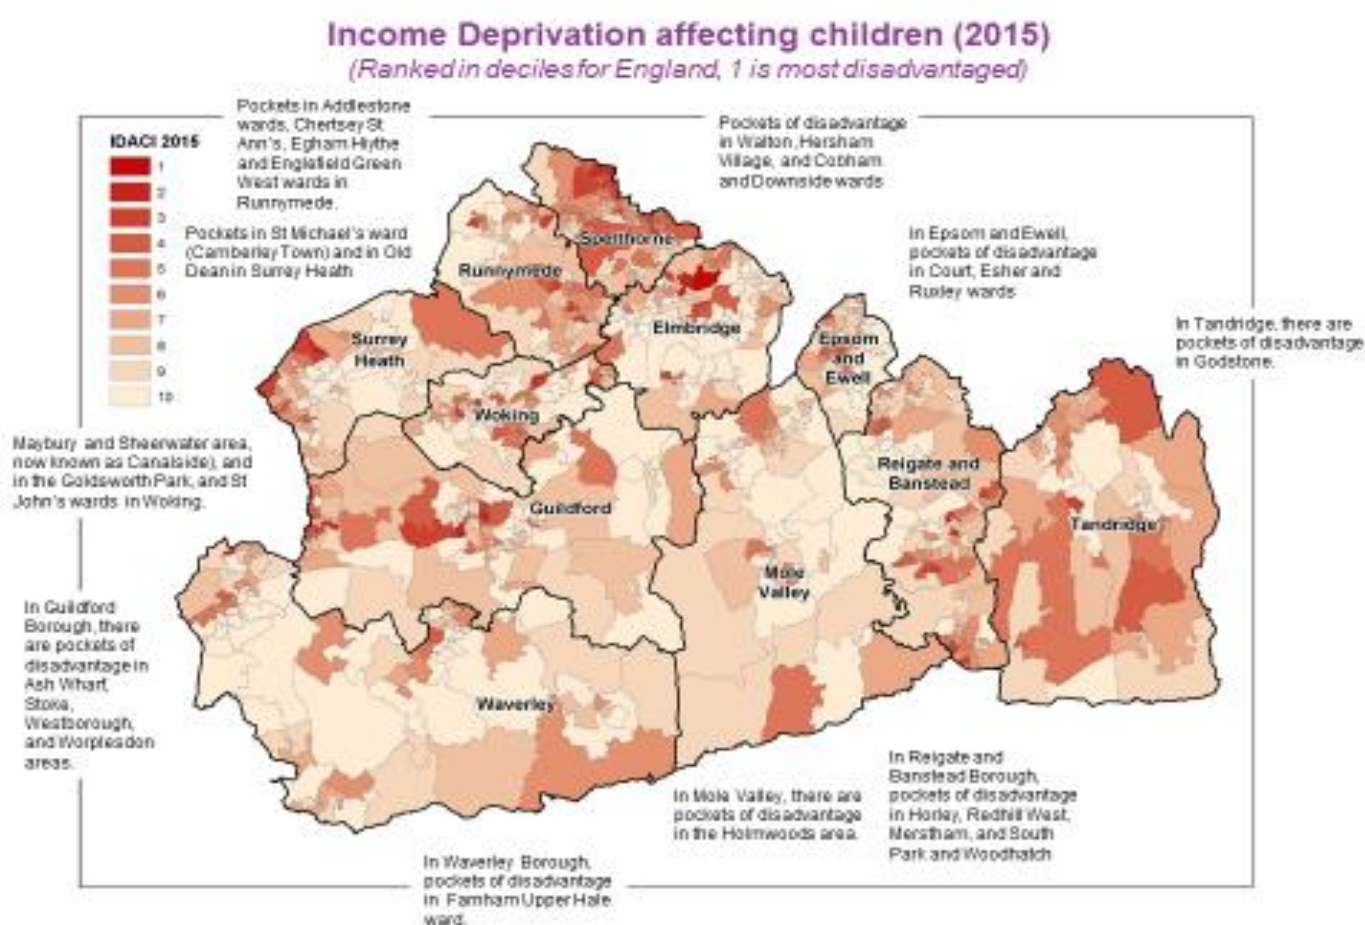 Income Deprivation affecting children (2015)
(Ranked in deciles for England, 1 is most disadvantaged)
Pockets in Addlestone
wards, Chertsey St
Ann's, Egham Hythe
and Englefield Green
West wards in
Runnymede.
Pockets of disadvantage
in Walton, Hersham
Village, and Cobham
and Downside wards
IDACI 2015
1
2
3
4
5
6
7
8
9
10
Pockets in St Michael's ward
(Camberley Town) and in Old
Dean in Surrey Heath
In Epsom and Ewell,
pockets of disadvantage
in Court, Esher and
Ruxley wards
In Tandridge, there are
pockets of disadvantage
in Godstone.
Spelthorne
Runnymede
Elmbridge
Surrey
Heath
Epsom
and
Ewell
Woking
Maybury and Sheerwater area,
now known as Canalside), and
in the Goldsworth Park, and St
John's wards in Woking.
Guildford
Reigate and
Banstead
Tandridge
Mole
Valley
Waverley
In Guildford
Borough, there
are pockets of
disadvantage in
Ash Wharf,
Stoke,
Westborough,
and Worplesdon
areas.
In Mole Valley, there are
pockets of disadvantage
in the Holmwoods area.
In Reigate and
Banstead Borough,
pockets of disadvantage
in Horley, Redhill West,
Merstham, and South
Park and Woodhatch
In Waverley Borough,
pockets of disadvantage
in Farnham Upper Hale
ward.